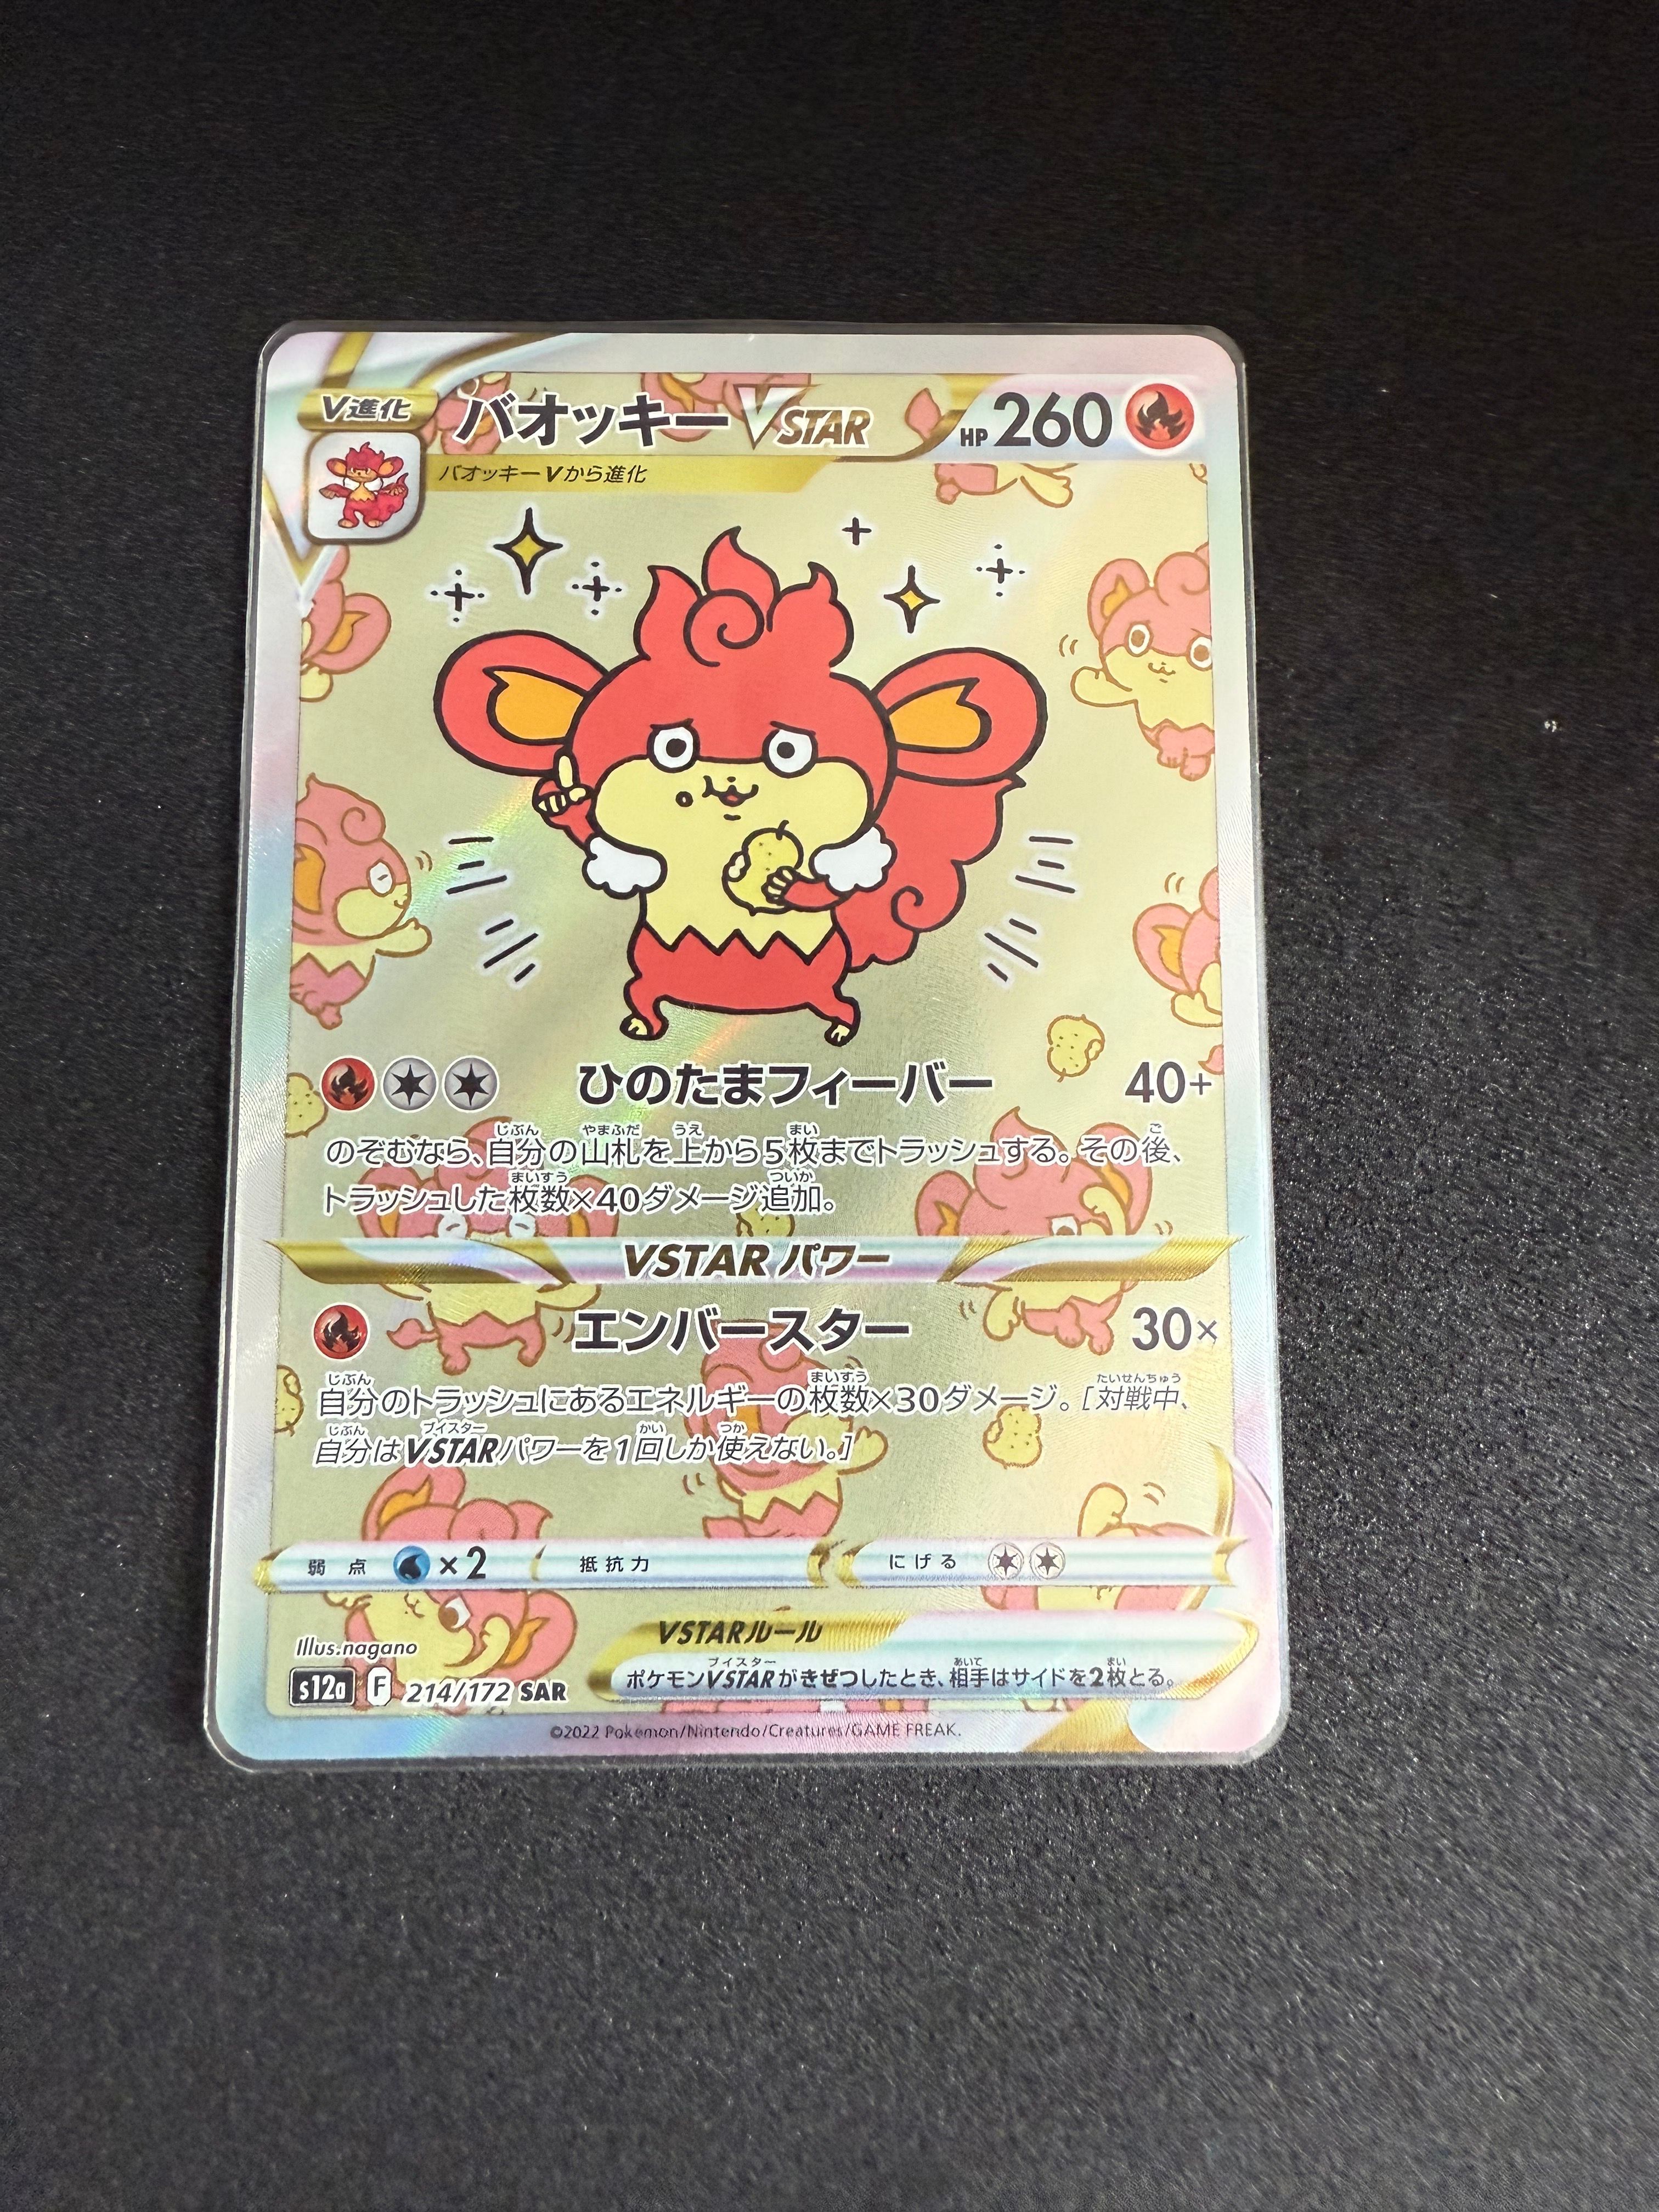 V進化 バオッキーVSTAR HP260
バオッキーVから進化
ひのたまフィーバー 40+
のぞむなら、自分の山札を上から5枚までトラッシュする。その後、
トラッシュした枚数×40ダメージ追加。
VSTARパワー
エンバースター 30×
自分のトラッシュにあるエネルギーの枚数×30ダメージ。[対戦中、
自分はVSTARパワーを1回しか使えない。]
弱点 ×2 抵抗力 にげる
Illus.nagano
VSTARルール
ポケモンVSTARがきぜつしたとき、相手はサイドを2枚とる。
s12a F 214/172 SAR
©2022 Pokémon/Nintendo/Creatures/GAME FREAK.